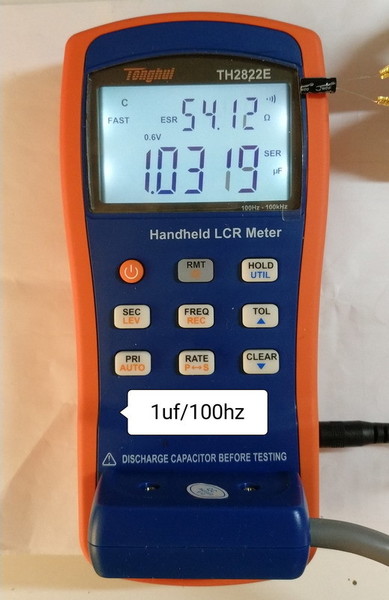 Tonghui TH2822E
C
FAST ESR 54.12 Ω
0.6V
1.0319 SER
µF
100Hz - 100kHz
Handheld LCR Meter
RMT HOLD
UTIL
SEC FREQ TOL
LEV REC ▲
PRI RATE CLEAR
AUTO P↔S ▼
1uf/100hz
⚠ DISCHARGE CAPACITOR BEFORE TESTING